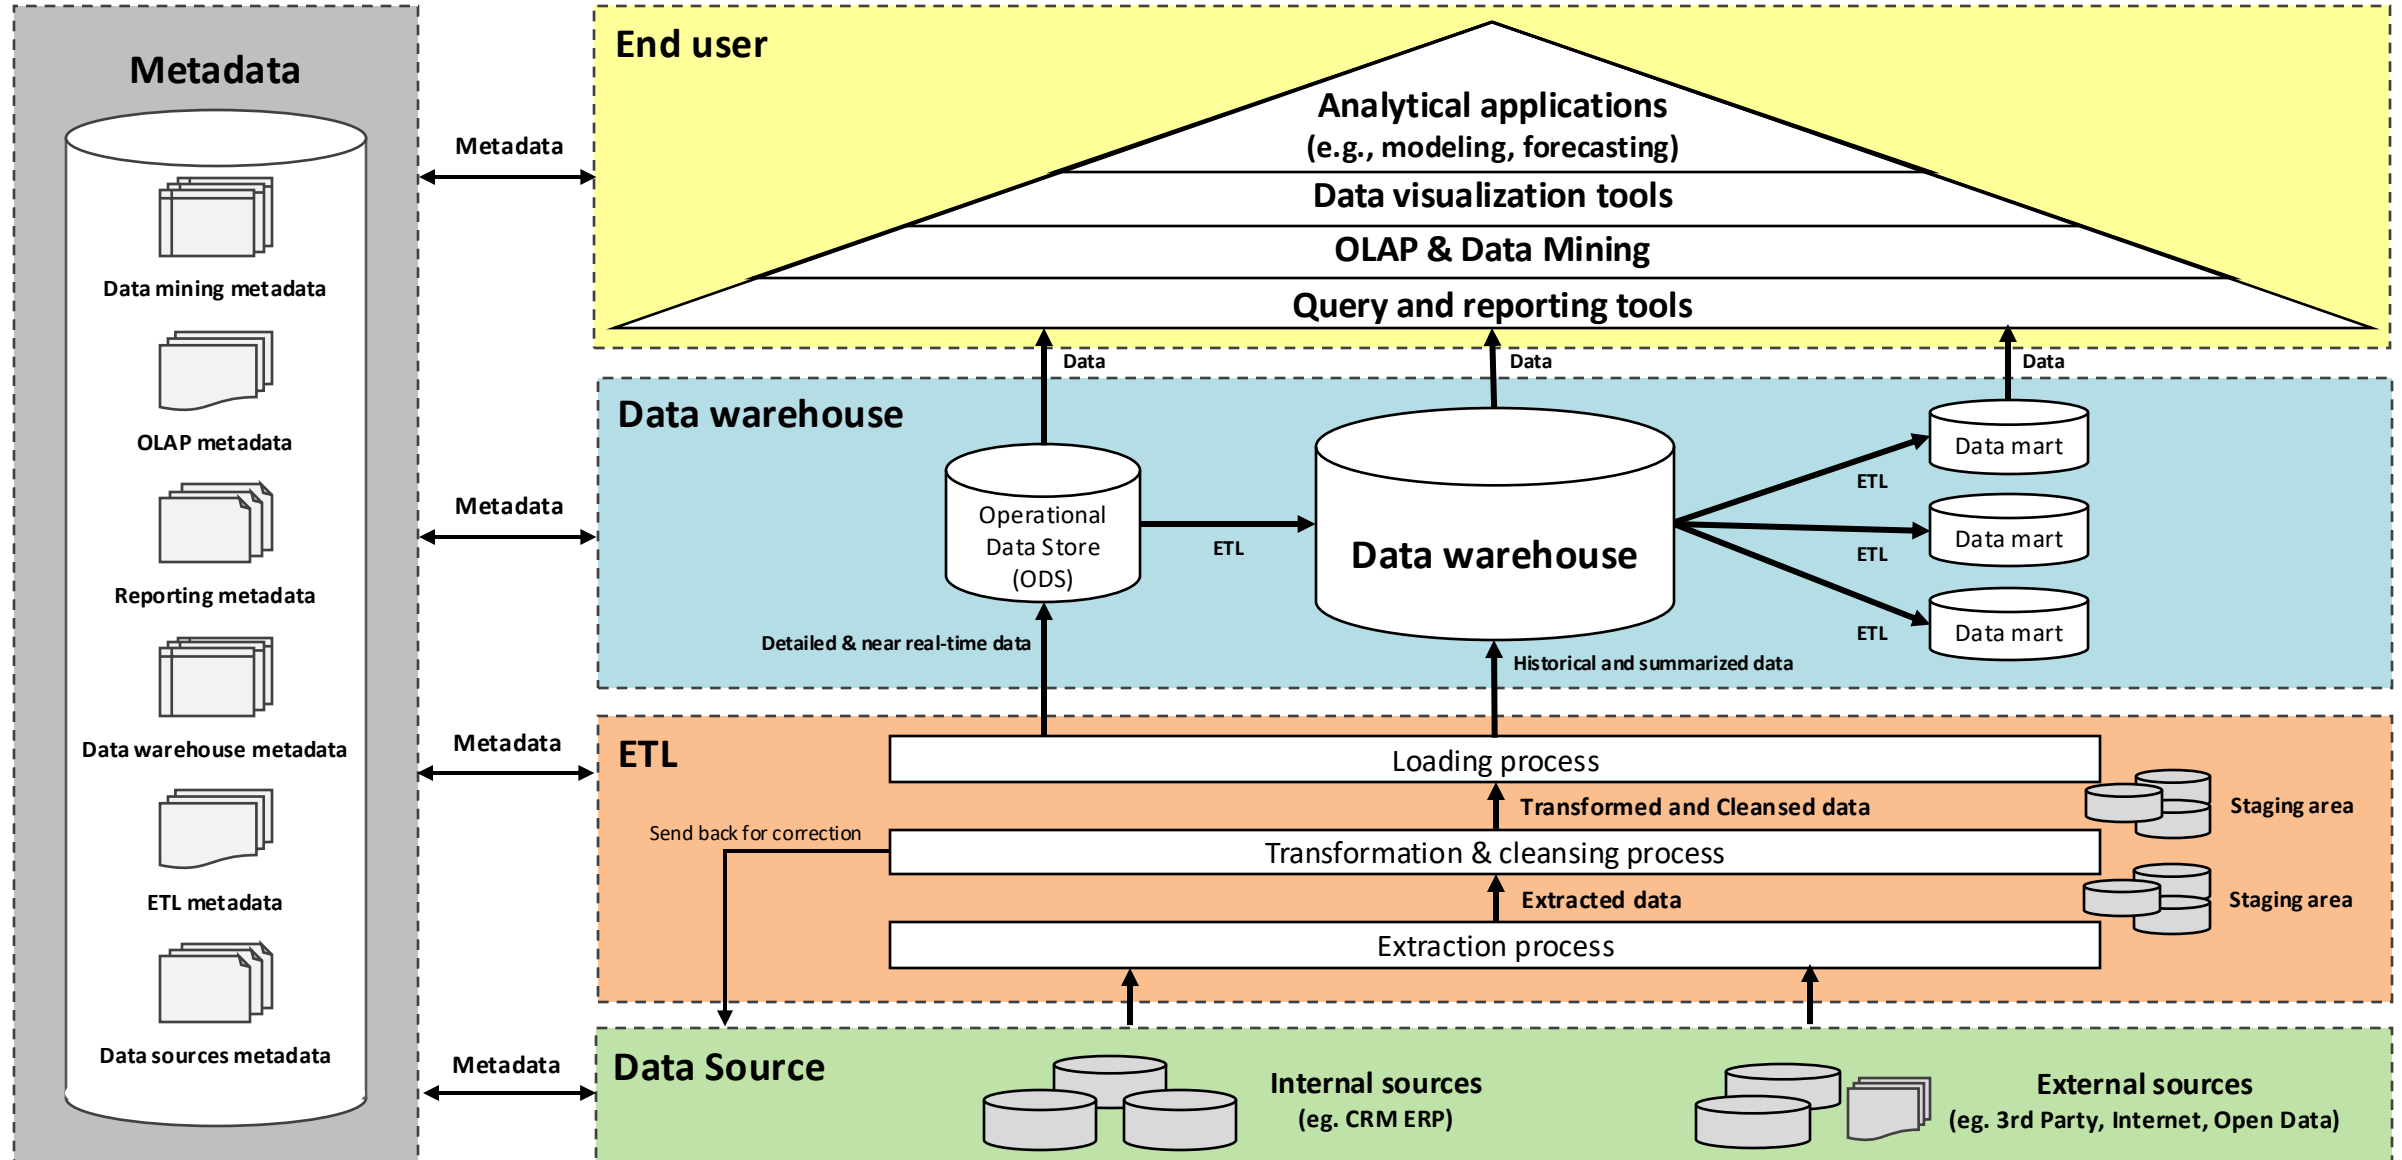 Metadata
Data mining metadata
OLAP metadata
Reporting metadata
Data warehouse metadata
ETL metadata
Data sources metadata
Metadata
Metadata
Metadata
Metadata
End user
Analytical applications
(e.g., modeling, forecasting)
Data visualization tools
OLAP & Data Mining
Query and reporting tools
Data
Data
Data
Data warehouse
Operational
Data Store
(ODS)
ETL
Data warehouse
ETL
ETL
ETL
Data mart
Data mart
Data mart
Detailed & near real-time data
Historical and summarized data
ETL
Loading process
Transformed and Cleansed data
Staging area
Send back for correction
Transformation & cleansing process
Extracted data
Staging area
Extraction process
Data Source
Internal sources
(eg. CRM ERP)
External sources
(eg. 3rd Party, Internet, Open Data)